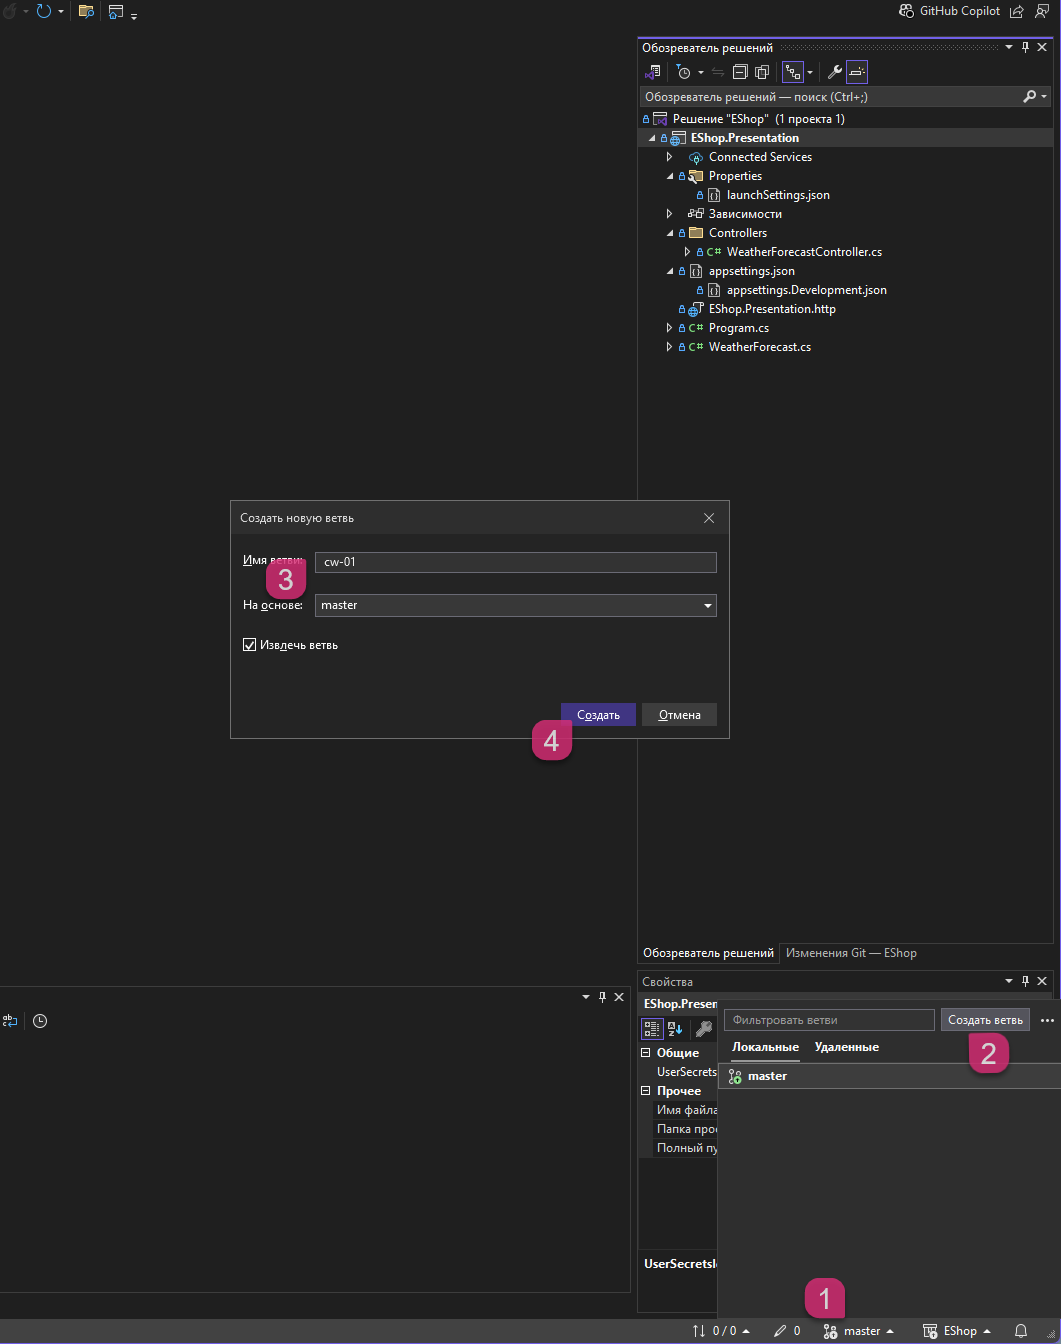 GitHub Copilot
Обозреватель решений
Обозреватель решений — поиск (Ctrl+;)
Решение "EShop" (1 проекта 1)
EShop.Presentation
Connected Services
Properties
launchSettings.json
Зависимости
Controllers
C# WeatherForecastController.cs
appsettings.json
appsettings.Development.json
EShop.Presentation.http
C# Program.cs
C# WeatherForecast.cs
Создать новую ветвь
Имя ветви: cw-01
3
На основе: master
Извлечь ветвь
Создать Отмена
4
Обозреватель решений Изменения Git — EShop
Свойства
EShop.Presen
Фильтровать ветви Создать ветвь
2
Локальные Удаленные
master
Общие
UserSecrets
Прочее
Имя файла
Папка прое
Полный пу
UserSecretsI
1
0 / 0 0 master EShop